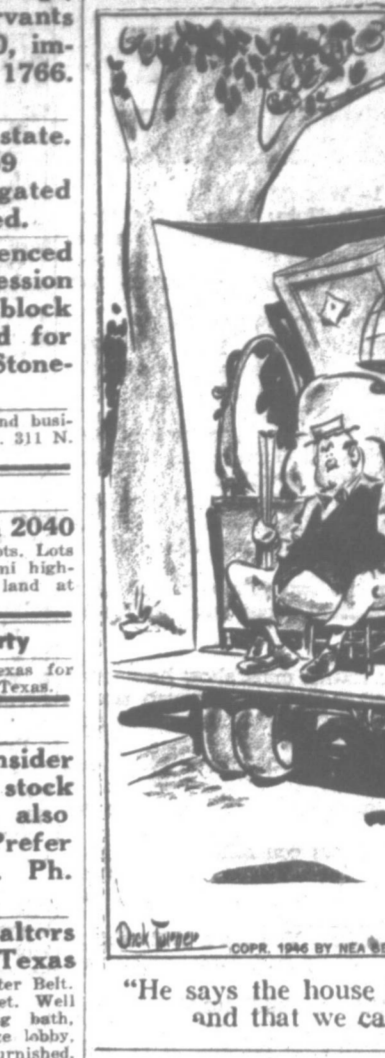 rvants
0, im-
1766.
state.
9
gated
ed.
enced
ession
block
d for
Stone-
nd busi-
. 311 N.
2040
ots. Lots
mi high-
land at
rty
exas for
Texas.
nsider
stock
also
Prefer
. Ph.
altors
Texas
ter Belt.
et. Well
g bath,
e lobby,
urnished.
Dick Turner
COPR. 1946 BY NEA SE
"He says the house
and that we ca